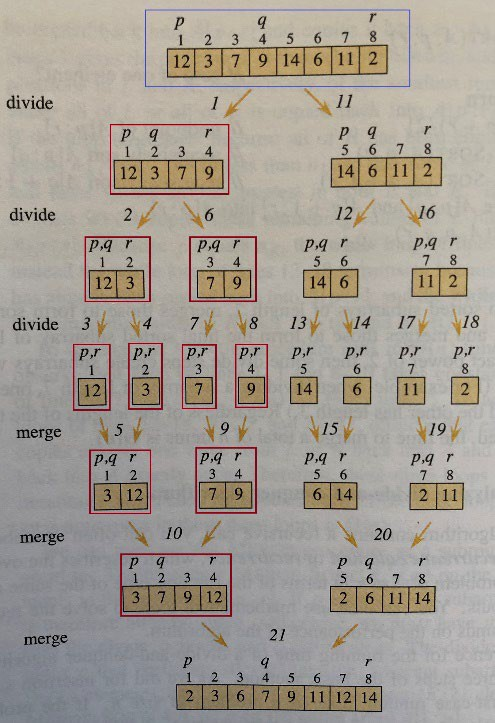 p q r
1 2 3 4 5 6 7 8
12 3 7 9 14 6 11 2
divide 1 11
p q r p q r
1 2 3 4 5 6 7 8
12 3 7 9 14 6 11 2
divide 2 6 12 16
p,q r p,q r p,q r p,q r
1 2 3 4 5 6 7 8
12 3 7 9 14 6 11 2
divide 3 4 7 8 13 14 17 18
p,r p,r p,r p,r p,r p,r p,r p,r
1 2 3 4 5 6 7 8
12 3 7 9 14 6 11 2
merge 5 9 15 19
p,q r p,q r p,q r p,q r
1 2 3 4 5 6 7 8
3 12 7 9 6 14 2 11
merge 10 20
p q r p q r
1 2 3 4 5 6 7 8
3 7 9 12 2 6 11 14
merge 21
p q r
1 2 3 4 5 6 7 8
2 3 6 7 9 11 12 14